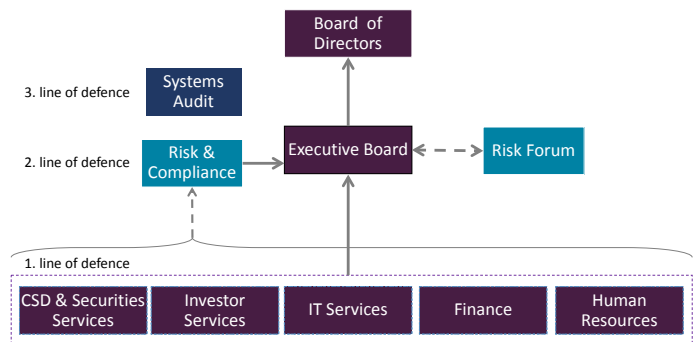 Board of
Directors
3. line of defence
Systems
Audit
2. line of defence
Risk &
Compliance
Executive Board
Risk Forum
1. line of defence
CSD & Securities
Services
Investor
Services
IT Services
Finance
Human
Resources